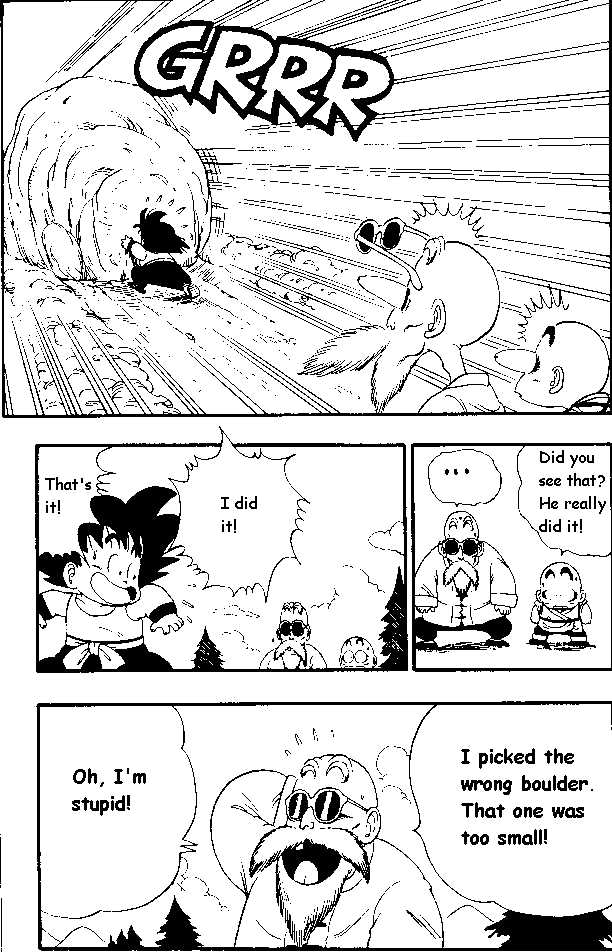 GRRR
Did you
see that?
He really
did it!
...
I did
it!
That's
it!
I picked the
wrong boulder.
That one was
too small!
Oh, I'm
stupid!